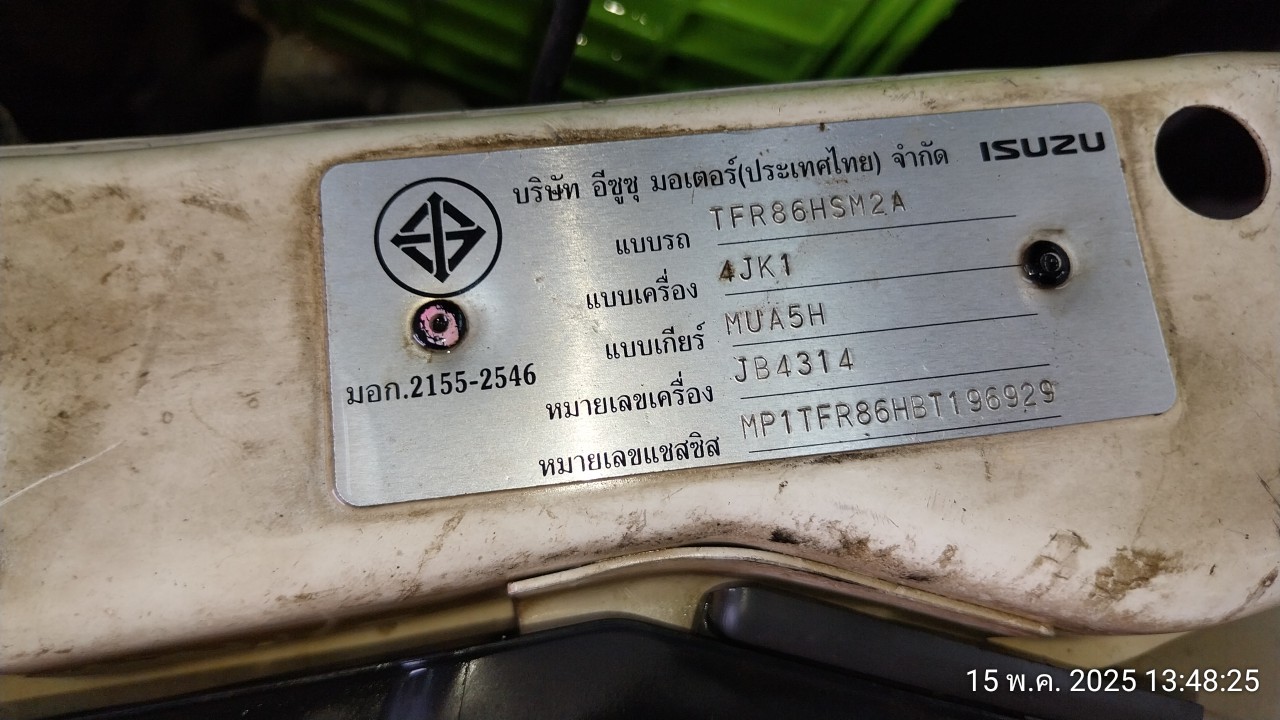 บริษัท อีซูซุ มอเตอร์(ประเทศไทย) จำกัด ISUZU
แบบรถ TFR86HSM2A
แบบเครื่อง 4JK1
แบบเกียร์ MUA5H
หมายเลขเครื่อง JB4314
หมายเลขแชสซิส MP1TFR86HBT196929
มอก.2155-2546
15 พ.ค. 2025 13:48:25